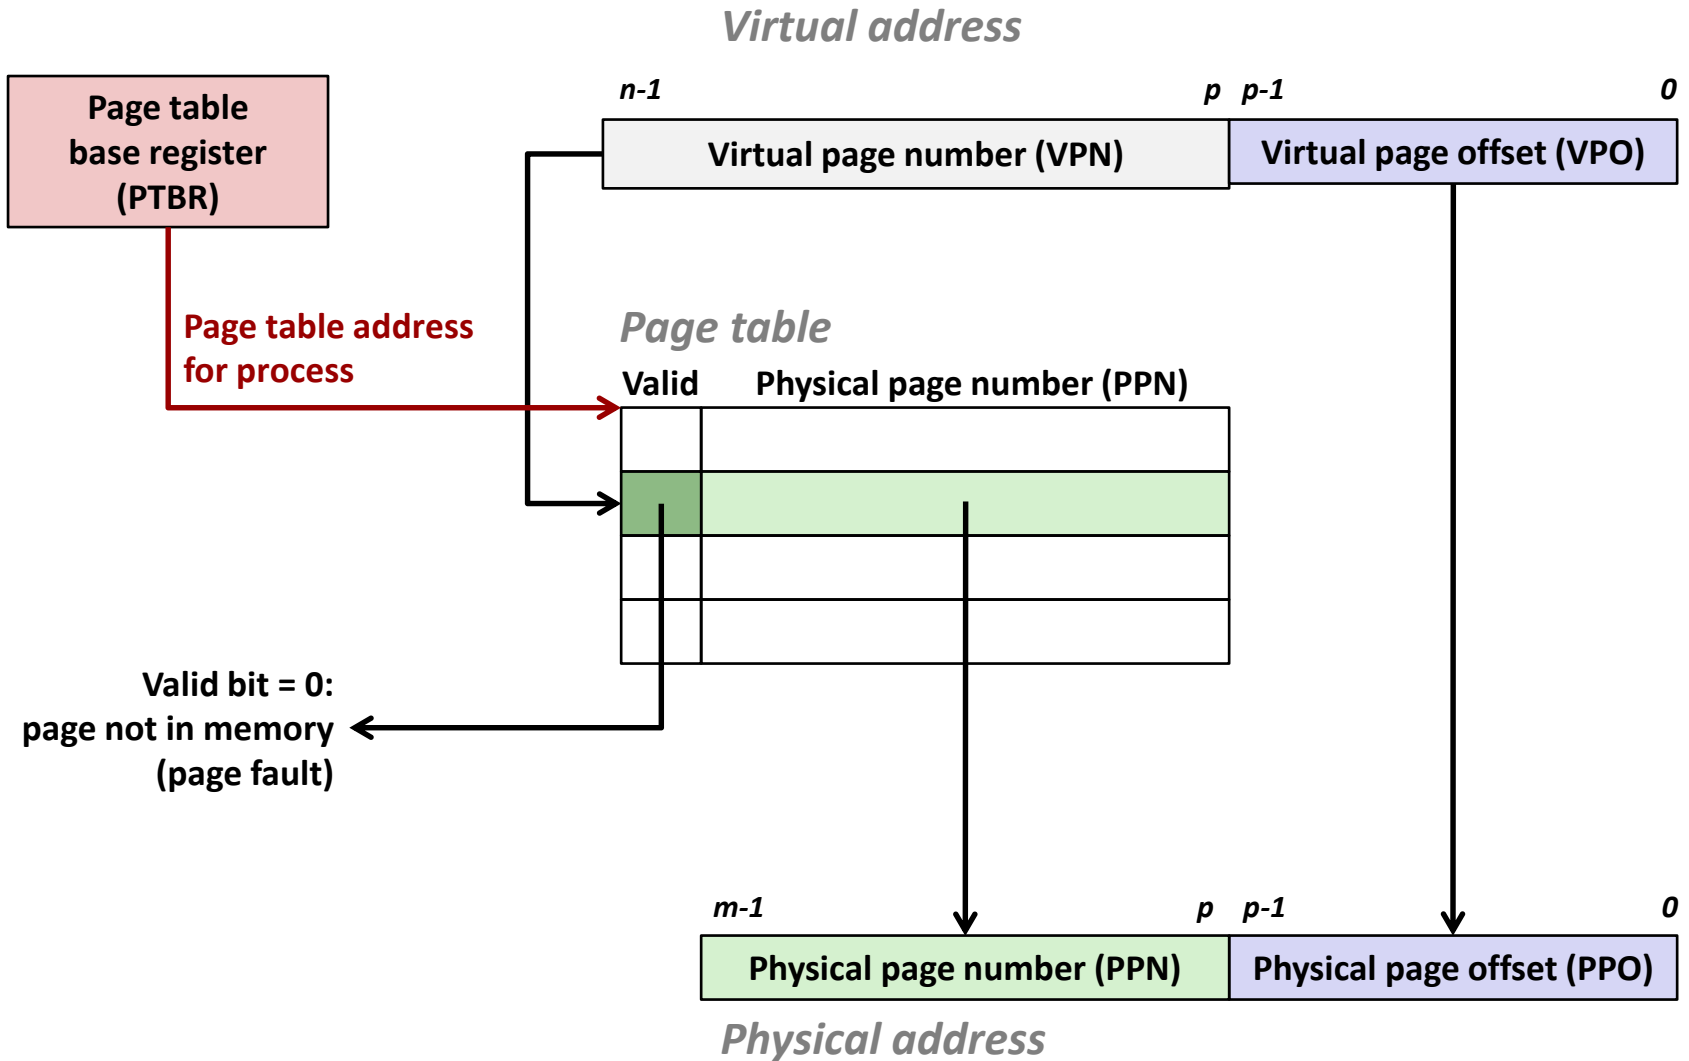 Virtual address
n-1 p p-1 0
Page table
base register
(PTBR)
Virtual page number (VPN) Virtual page offset (VPO)
Page table address
for process
Page table
Valid Physical page number (PPN)
Valid bit = 0:
page not in memory
(page fault)
m-1 p p-1 0
Physical page number (PPN) Physical page offset (PPO)
Physical address